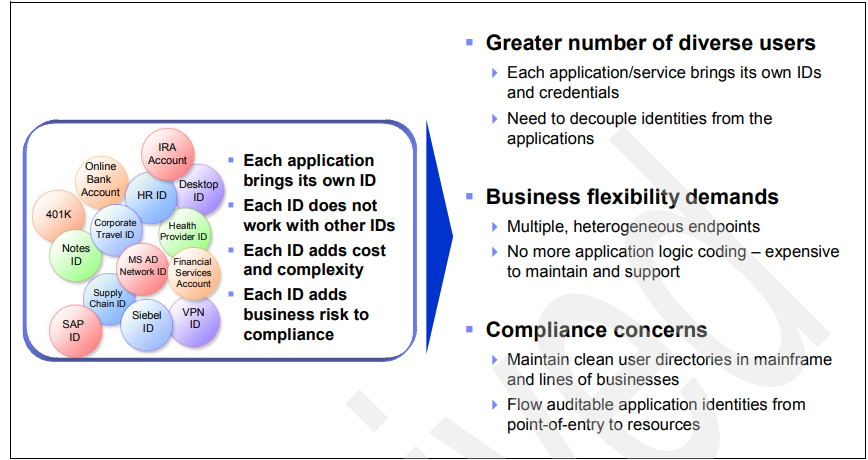 IRA
Account
Online
Bank
Account
HR ID
Desktop
ID
401K
Corporate
Travel ID
Health
Provider ID
Notes
ID
MS AD
Network ID
Financial
Services
Account
Supply
Chain ID
SAP
ID
Siebel
ID
VPN
ID
Each application
brings its own ID
Each ID does not
work with other IDs
Each ID adds cost
and complexity
Each ID adds
business risk to
compliance
Greater number of diverse users
Each application/service brings its own IDs
and credentials
Need to decouple identities from the
applications
Business flexibility demands
Multiple, heterogeneous endpoints
No more application logic coding – expensive
to maintain and support
Compliance concerns
Maintain clean user directories in mainframe
and lines of businesses
Flow auditable application identities from
point-of-entry to resources